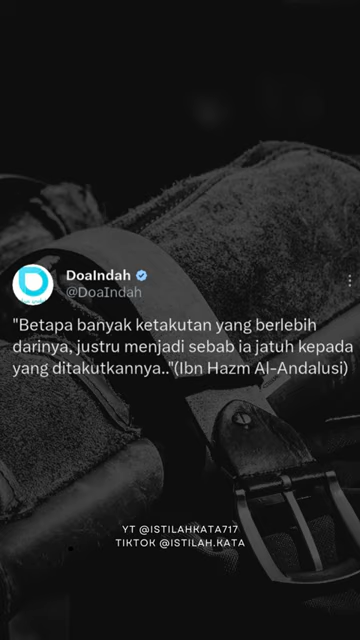 DoaIndah
@DoaIndah
"Betapa banyak ketakutan yang berlebih
darinya, justru menjadi sebab ia jatuh kepada
yang ditakutkannya.."(Ibn Hazm Al-Andalusi)
YT @ISTILAHKATA717
TIKTOK @ISTILAH.KATA